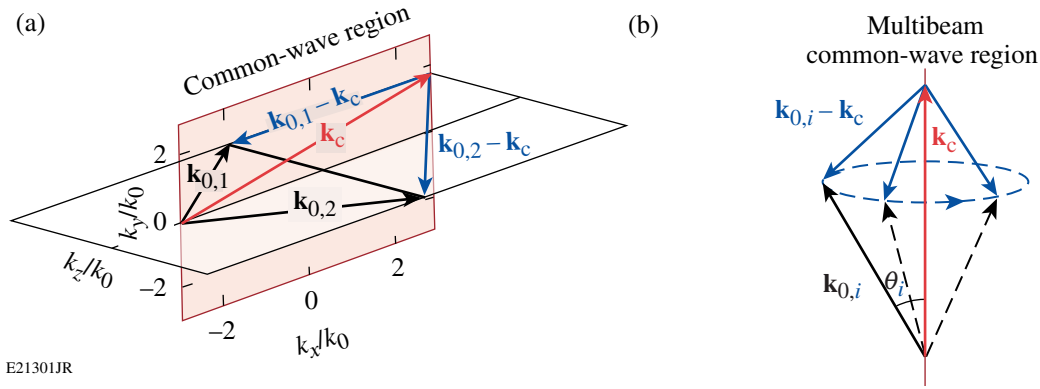 (a)
Common-wave region
k0,1 – kc
kc
k0,1
k0,2
k0,2 – kc
2
0
–2
ky/k0
kz/k0
–2
0
2
kx/k0
E21301JR
(b)
Multibeam
common-wave region
k0,i – kc
kc
k0,i
θi